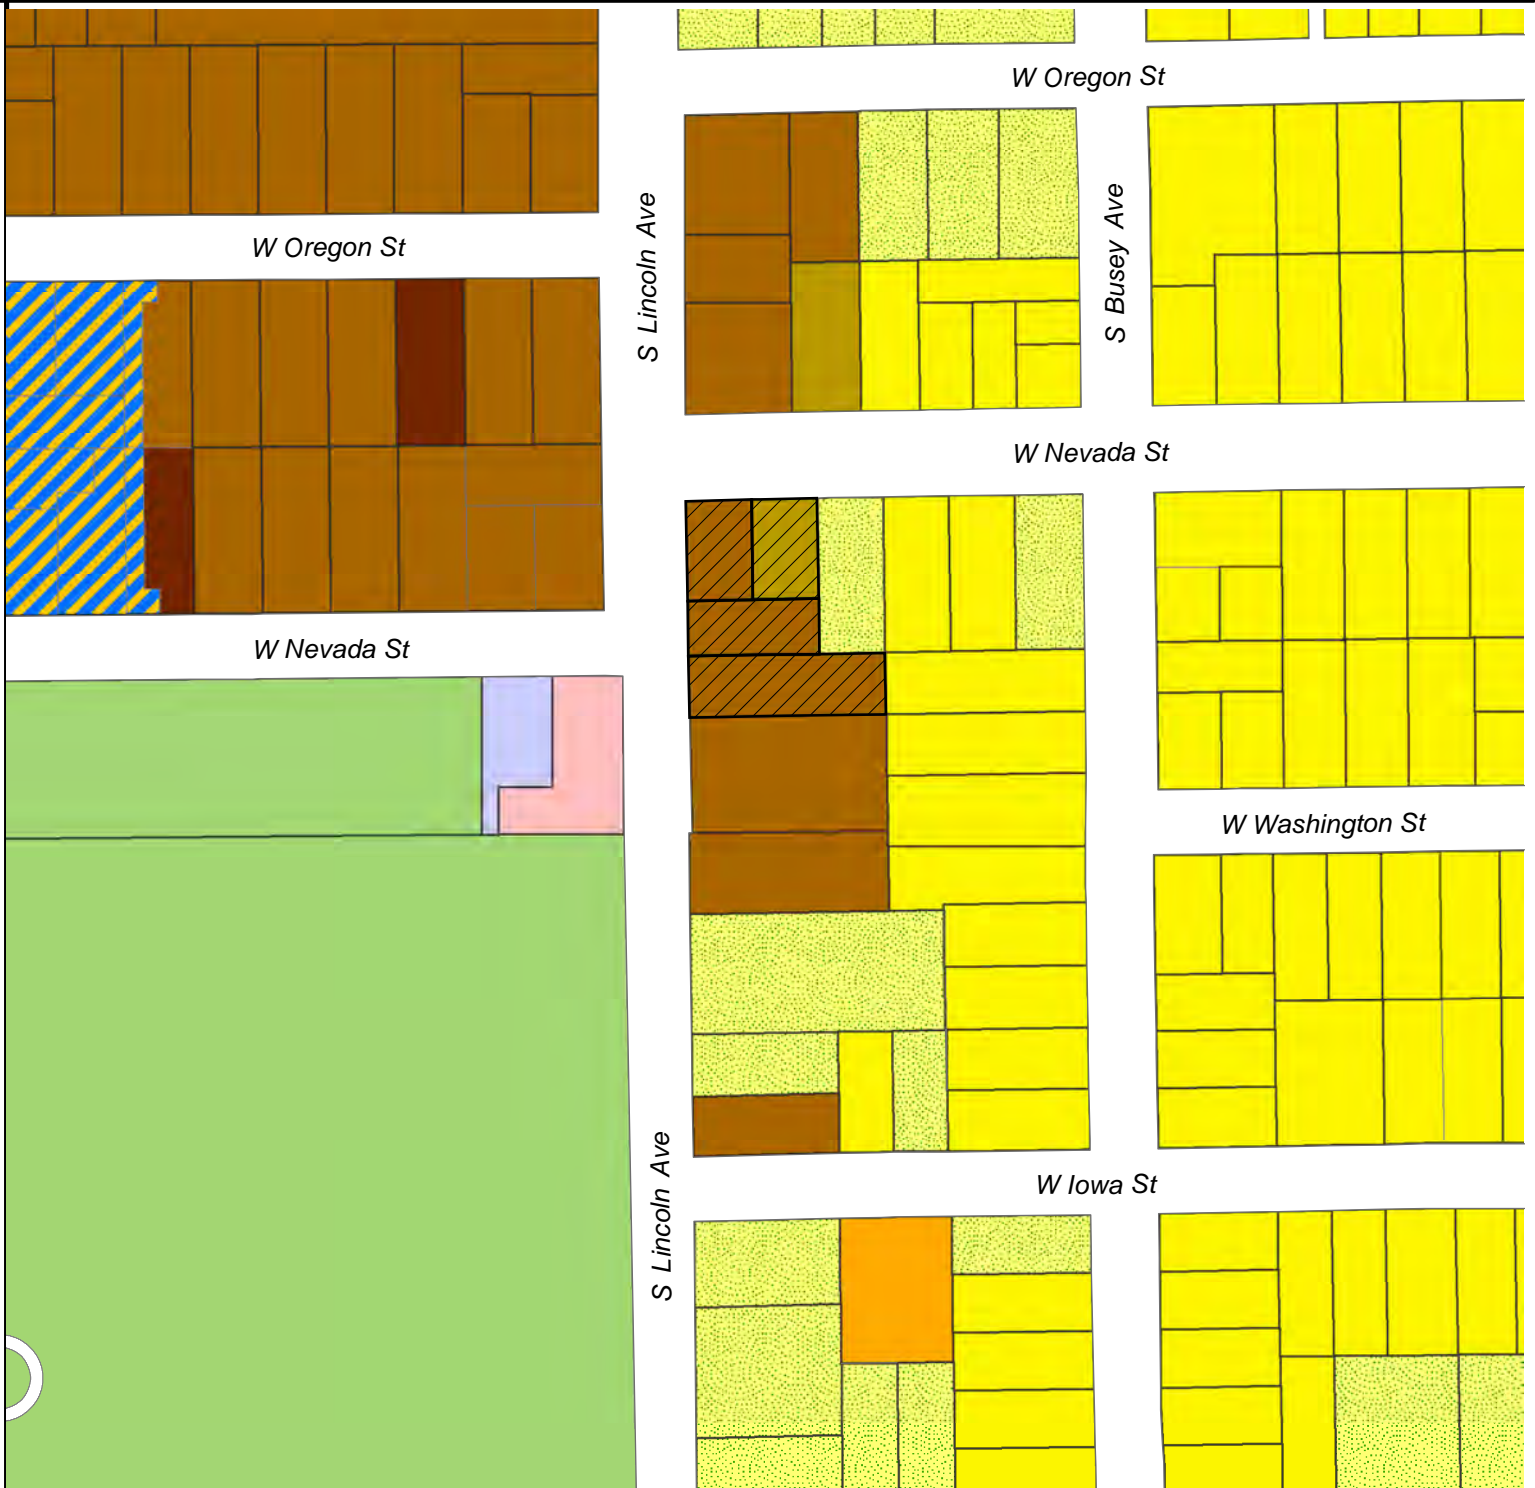 W Oregon St
S Lincoln Ave
S Busey Ave
W Oregon St
W Nevada St
W Nevada St
W Washington St
S Lincoln Ave
W Iowa St